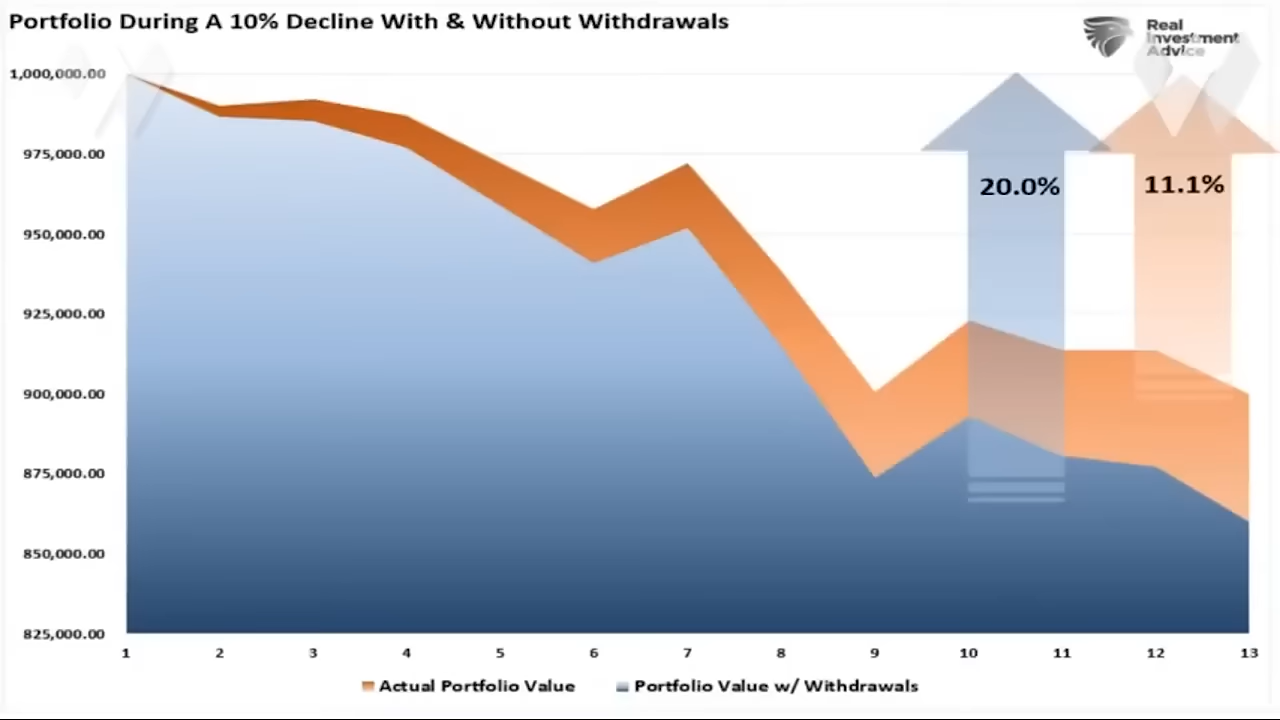 Portfolio During A 10% Decline With & Without Withdrawals
Real
Investment
Advice
1,000,000.00
975,000.00
950,000.00
925,000.00
900,000.00
875,000.00
850,000.00
825,000.00
20.0%
11.1%
1 2 3 4 5 6 7 8 9 10 11 12 13
Actual Portfolio Value Portfolio Value w/ Withdrawals